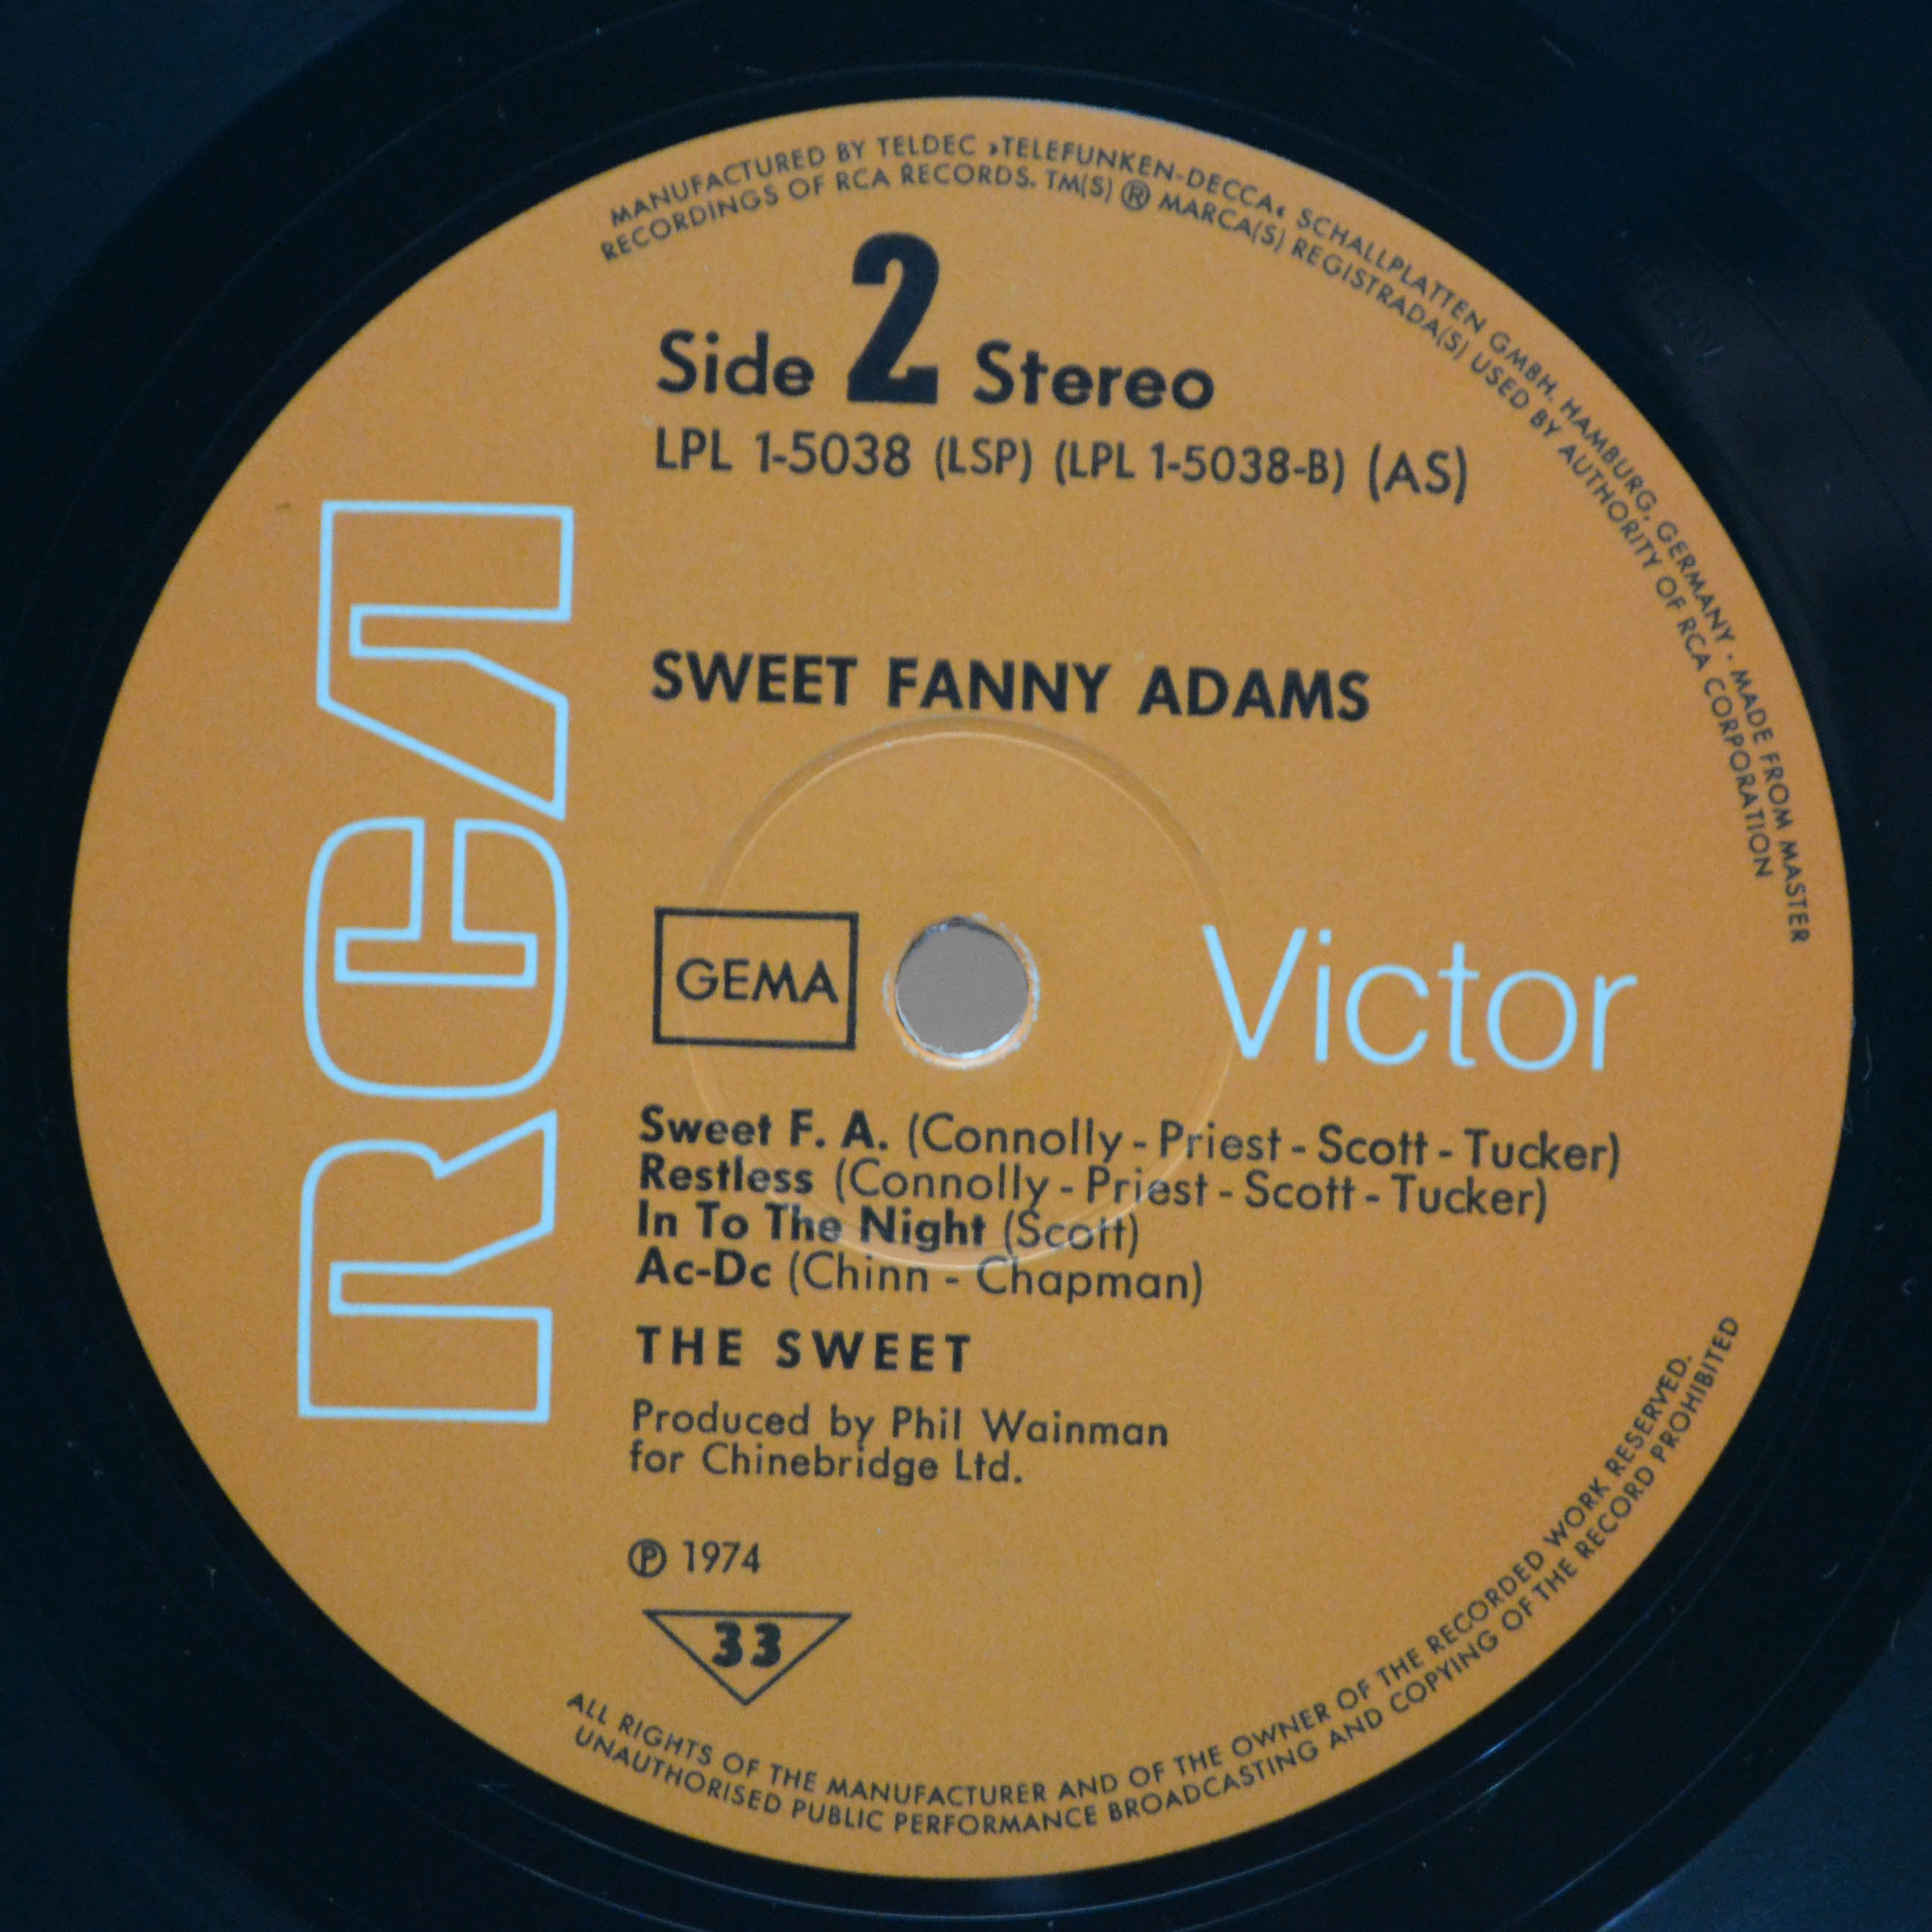 MANUFACTURED BY TELDEC »TELEFUNKEN-DECCA« SCHALLPLATTEN GMBH, HAMBURG, GERMANY · MADE FROM MASTER
RECORDINGS OF RCA RECORDS. TM(S) ® MARCA(S) REGISTRADA(S) USED BY AUTHORITY OF RCA CORPORATION
Side 2 Stereo
LPL 1-5038 (LSP) (LPL 1-5038-B) (AS)
RCA
SWEET FANNY ADAMS
GEMA
Victor
Sweet F. A. (Connolly - Priest - Scott - Tucker)
Restless (Connolly - Priest - Scott - Tucker)
In To The Night (Scott)
Ac-Dc (Chinn - Chapman)
THE SWEET
Produced by Phil Wainman
for Chinebridge Ltd.
℗ 1974
33
ALL RIGHTS OF THE MANUFACTURER AND OF THE OWNER OF THE RECORDED WORK RESERVED.
UNAUTHORISED PUBLIC PERFORMANCE BROADCASTING AND COPYING OF THE RECORD PROHIBITED